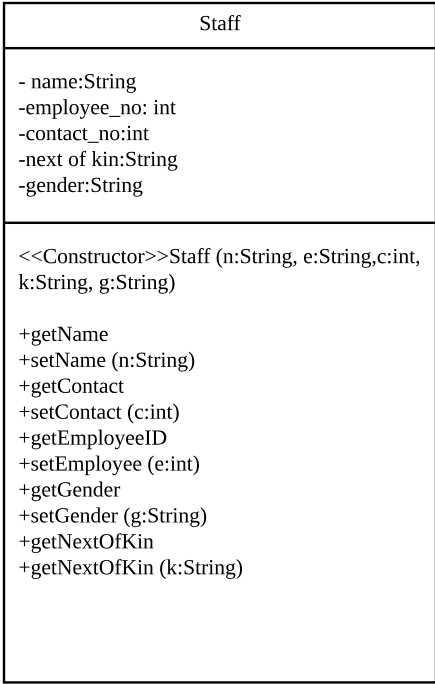 Staff
- name:String
-employee_no: int
-contact_no:int
-next of kin:String
-gender:String
<<Constructor>>Staff (n:String, e:String,c:int,
k:String, g:String)
+getName
+setName (n:String)
+getContact
+setContact (c:int)
+getEmployeeID
+setEmployee (e:int)
+getGender
+setGender (g:String)
+getNextOfKin
+getNextOfKin (k:String)